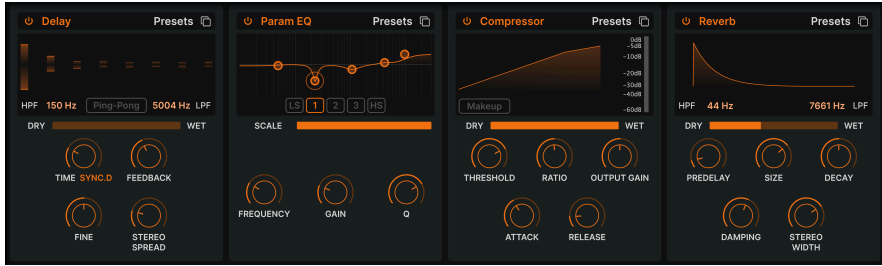 Delay Presets
HPF 150 Hz Ping-Pong 5004 Hz LPF
DRY WET
TIME SYNC.D FEEDBACK
FINE STEREO SPREAD
Param EQ Presets
LS 1 2 3 HS
SCALE
FREQUENCY GAIN Q
Compressor Presets
0dB
-5dB
-10dB
-20dB
-30dB
-40dB
-60dB
Makeup
DRY WET
THRESHOLD RATIO OUTPUT GAIN
ATTACK RELEASE
Reverb Presets
HPF 44 Hz 7661 Hz LPF
DRY WET
PREDELAY SIZE DECAY
DAMPING STEREO WIDTH